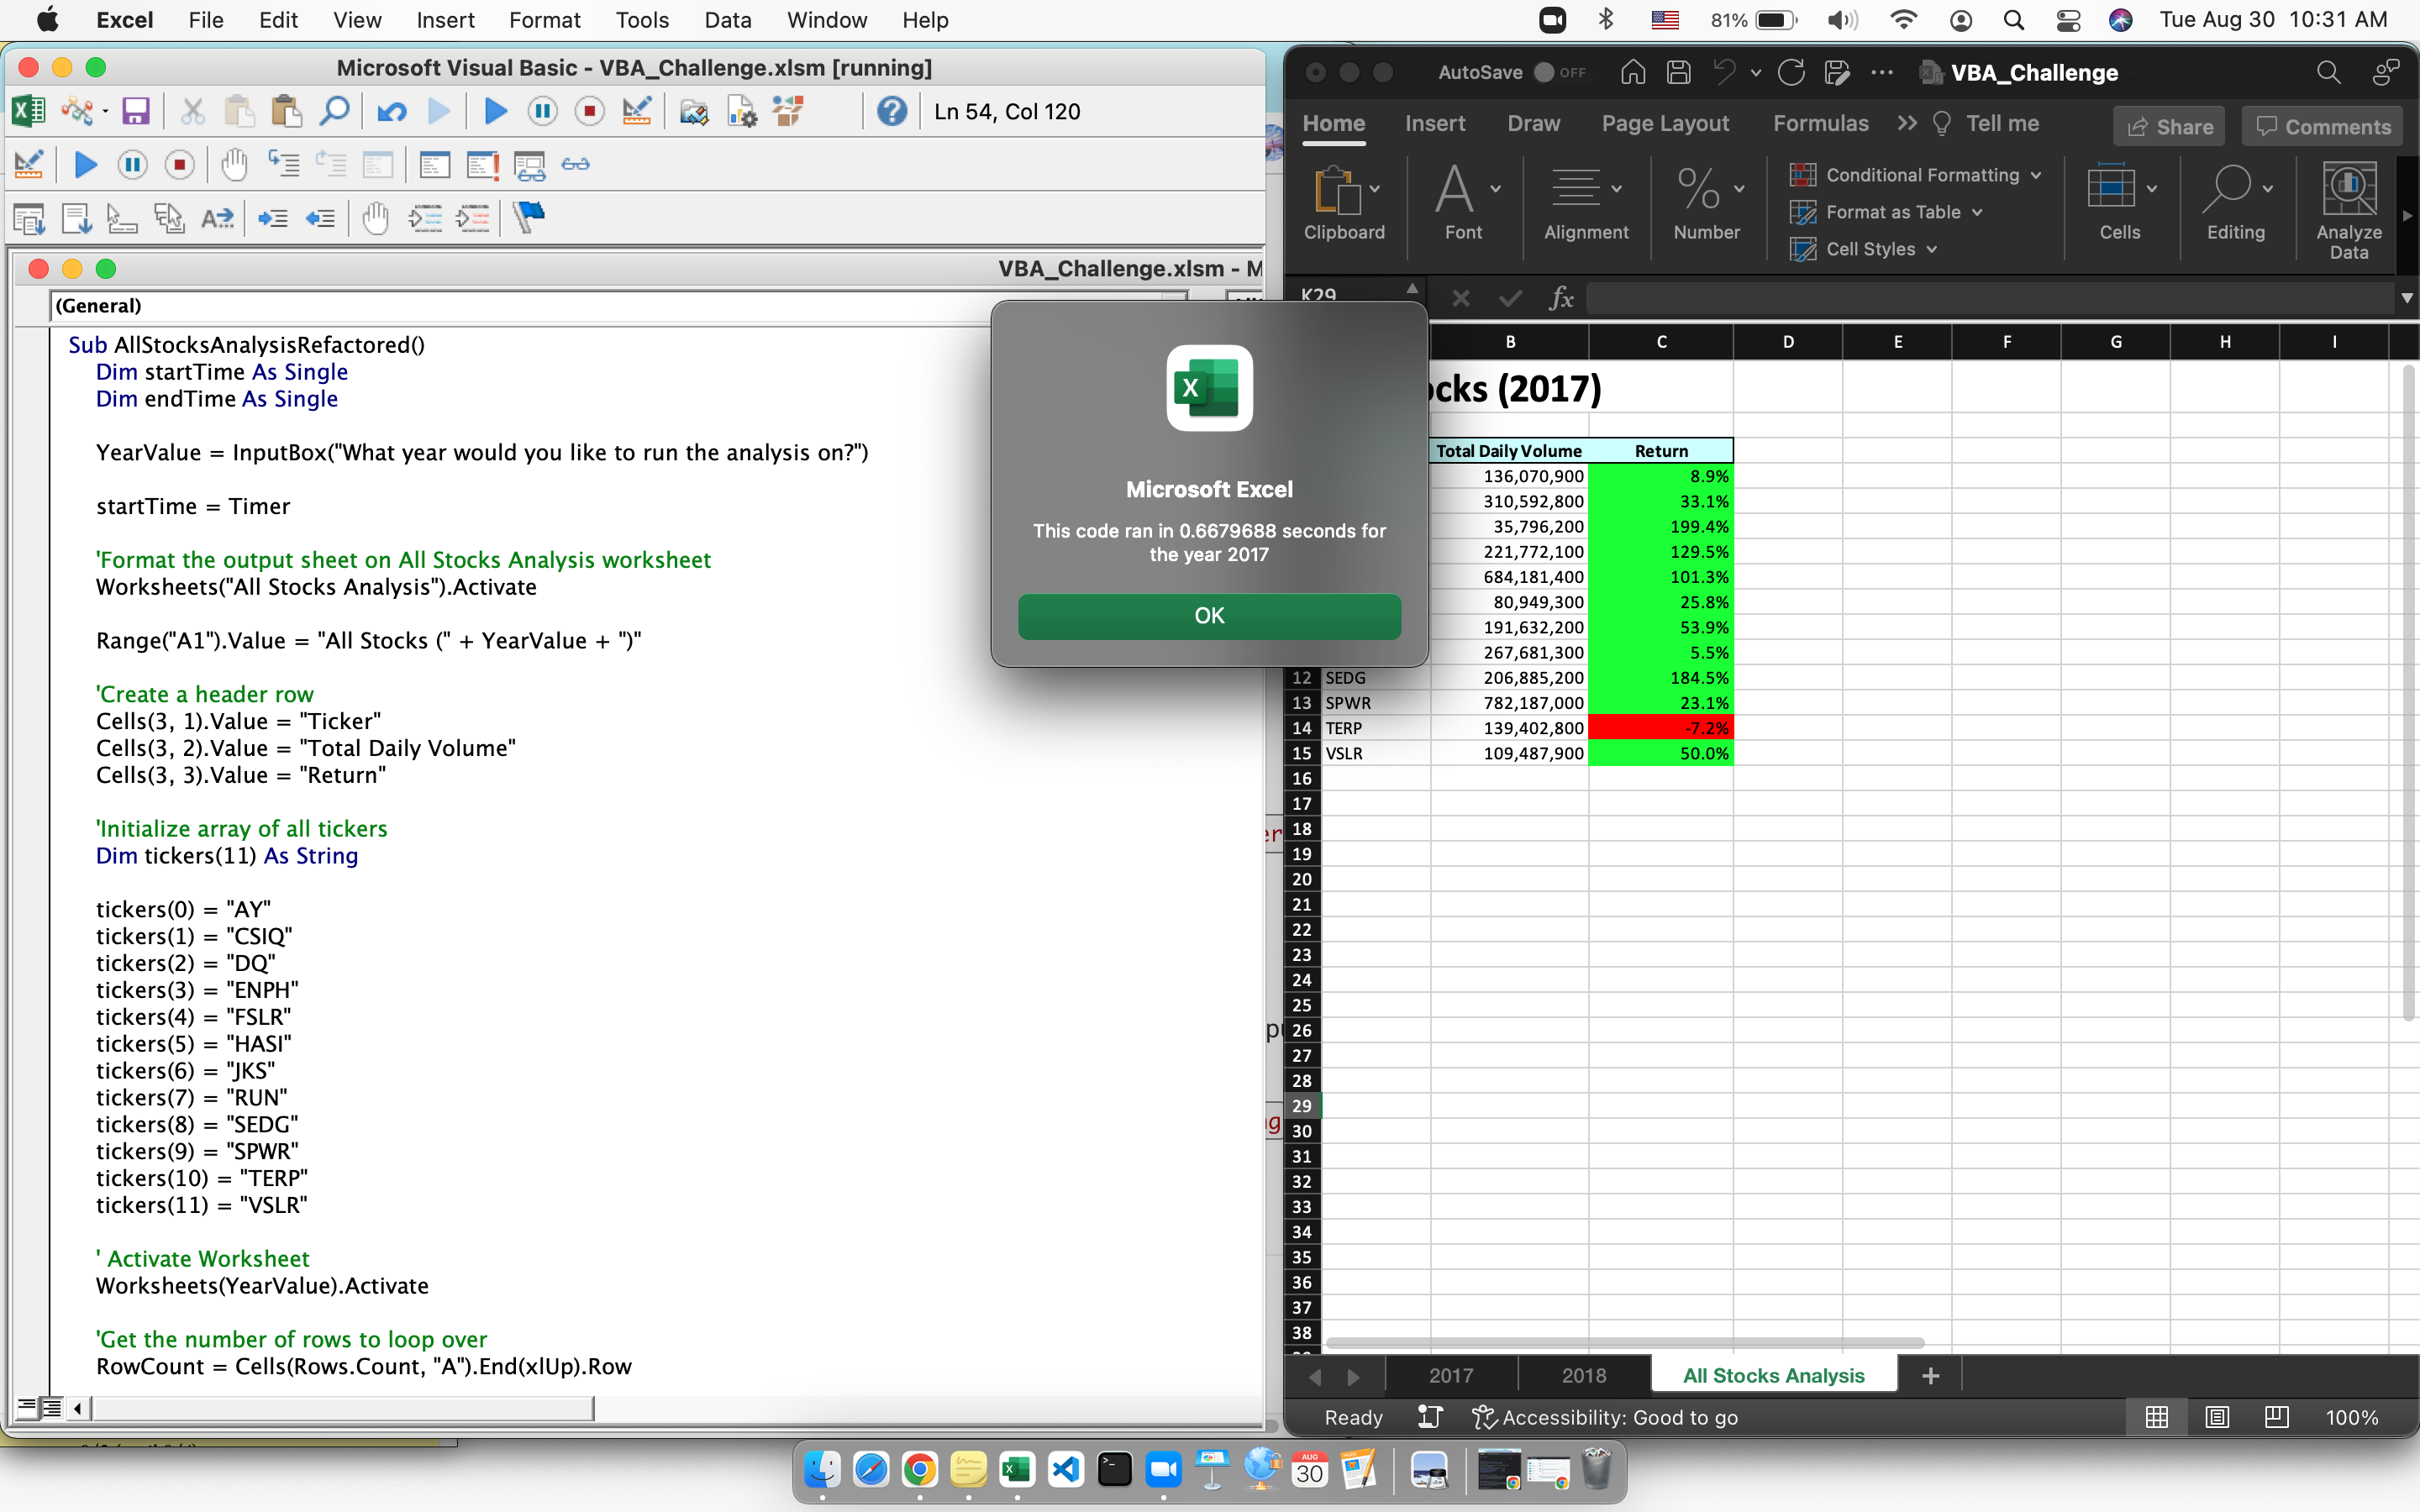 Excel File Edit View Insert Format Tools Data Window Help 81% Tue Aug 30 10:31 AM
Microsoft Visual Basic - VBA_Challenge.xlsm [running]
Ln 54, Col 120
VBA_Challenge.xlsm - M
(General)
Sub AllStocksAnalysisRefactored()
Dim startTime As Single
Dim endTime As Single
YearValue = InputBox("What year would you like to run the analysis on?")
startTime = Timer
'Format the output sheet on All Stocks Analysis worksheet
Worksheets("All Stocks Analysis").Activate
Range("A1").Value = "All Stocks (" + YearValue + ")"
'Create a header row
Cells(3, 1).Value = "Ticker"
Cells(3, 2).Value = "Total Daily Volume"
Cells(3, 3).Value = "Return"
'Initialize array of all tickers
Dim tickers(11) As String
tickers(0) = "AY"
tickers(1) = "CSIQ"
tickers(2) = "DQ"
tickers(3) = "ENPH"
tickers(4) = "FSLR"
tickers(5) = "HASI"
tickers(6) = "JKS"
tickers(7) = "RUN"
tickers(8) = "SEDG"
tickers(9) = "SPWR"
tickers(10) = "TERP"
tickers(11) = "VSLR"
' Activate Worksheet
Worksheets(YearValue).Activate
'Get the number of rows to loop over
RowCount = Cells(Rows.Count, "A").End(xlUp).Row
Microsoft Excel
This code ran in 0.6679688 seconds for
the year 2017
OK
AutoSave OFF VBA_Challenge
Home Insert Draw Page Layout Formulas Tell me Share Comments
Clipboard Font Alignment Number
Conditional Formatting
Format as Table
Cell Styles
Cells Editing Analyze
Data
K29 fx
B C D E F G H I
ocks (2017)
Total Daily Volume Return
136,070,900 8.9%
310,592,800 33.1%
35,796,200 199.4%
221,772,100 129.5%
684,181,400 101.3%
80,949,300 25.8%
191,632,200 53.9%
267,681,300 5.5%
12 SEDG 206,885,200 184.5%
13 SPWR 782,187,000 23.1%
14 TERP 139,402,800 -7.2%
15 VSLR 109,487,900 50.0%
16
17
18
19
20
21
22
23
24
25
26
27
28
29
30
31
32
33
34
35
36
37
38
2017 2018 All Stocks Analysis +
Ready Accessibility: Good to go 100%
AUG
30